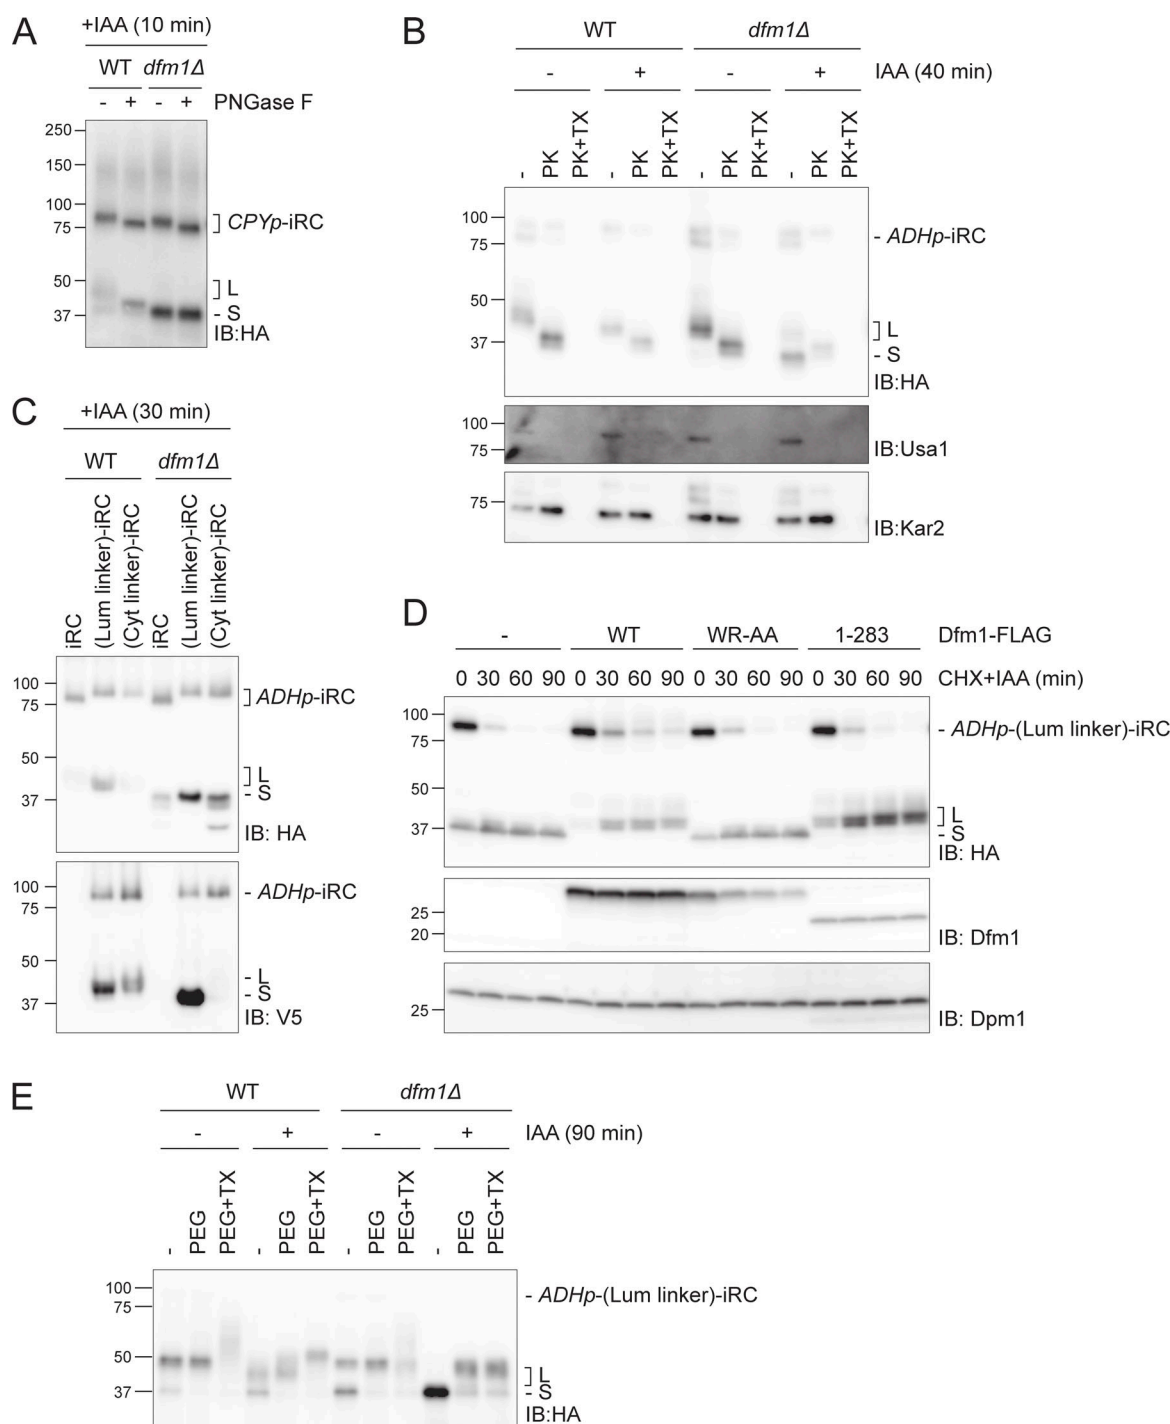 A
+IAA (10 min)
WT dfm1Δ
- + - + PNGase F
250
150
100
75
50
37
CPYp-iRC
L
- S
IB:HA
B
WT dfm1Δ
- + - + IAA (40 min)
- PK PK+TX - PK PK+TX - PK PK+TX - PK PK+TX
100
75
50
37
- ADHp-iRC
L
- S
IB:HA
100
75
IB:Usa1
75
IB:Kar2
C
+IAA (30 min)
WT dfm1Δ
iRC (Lum linker)-iRC (Cyt linker)-iRC iRC (Lum linker)-iRC (Cyt linker)-iRC
100
75
50
37
ADHp-iRC
L
- S
IB: HA
100
75
50
37
- ADHp-iRC
- L
- S
IB: V5
D
- WT WR-AA 1-283 Dfm1-FLAG
0 30 60 90 0 30 60 90 0 30 60 90 0 30 60 90 CHX+IAA (min)
100
75
50
37
- ADHp-(Lum linker)-iRC
L
- S
IB: HA
25
20
IB: Dfm1
25
IB: Dpm1
E
WT dfm1Δ
- + - + IAA (90 min)
- PEG PEG+TX - PEG PEG+TX - PEG PEG+TX - PEG PEG+TX
100
75
50
37
- ADHp-(Lum linker)-iRC
L
- S
IB:HA